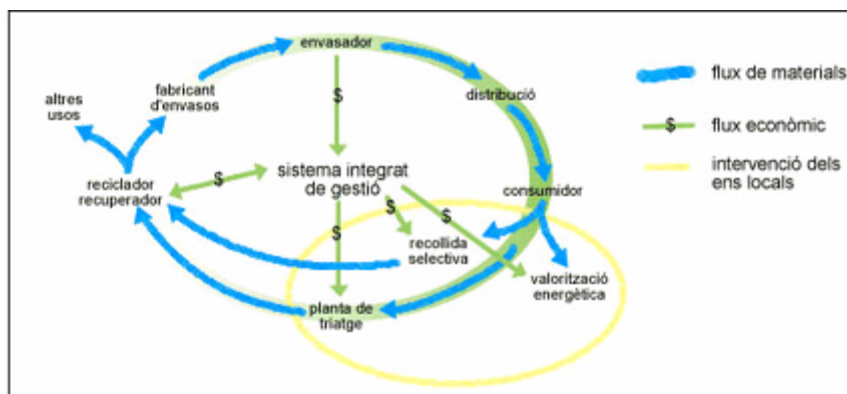 envasador
fabricant
d'envasos
distribució
altres
usos
$
sistema integrat
de gestió
$
reciclador
recuperador
consumidor
$
$
$
recollida
selectiva
valorització
energètica
planta de
triatge
flux de materials
$
flux econòmic
intervenció dels
ens locals